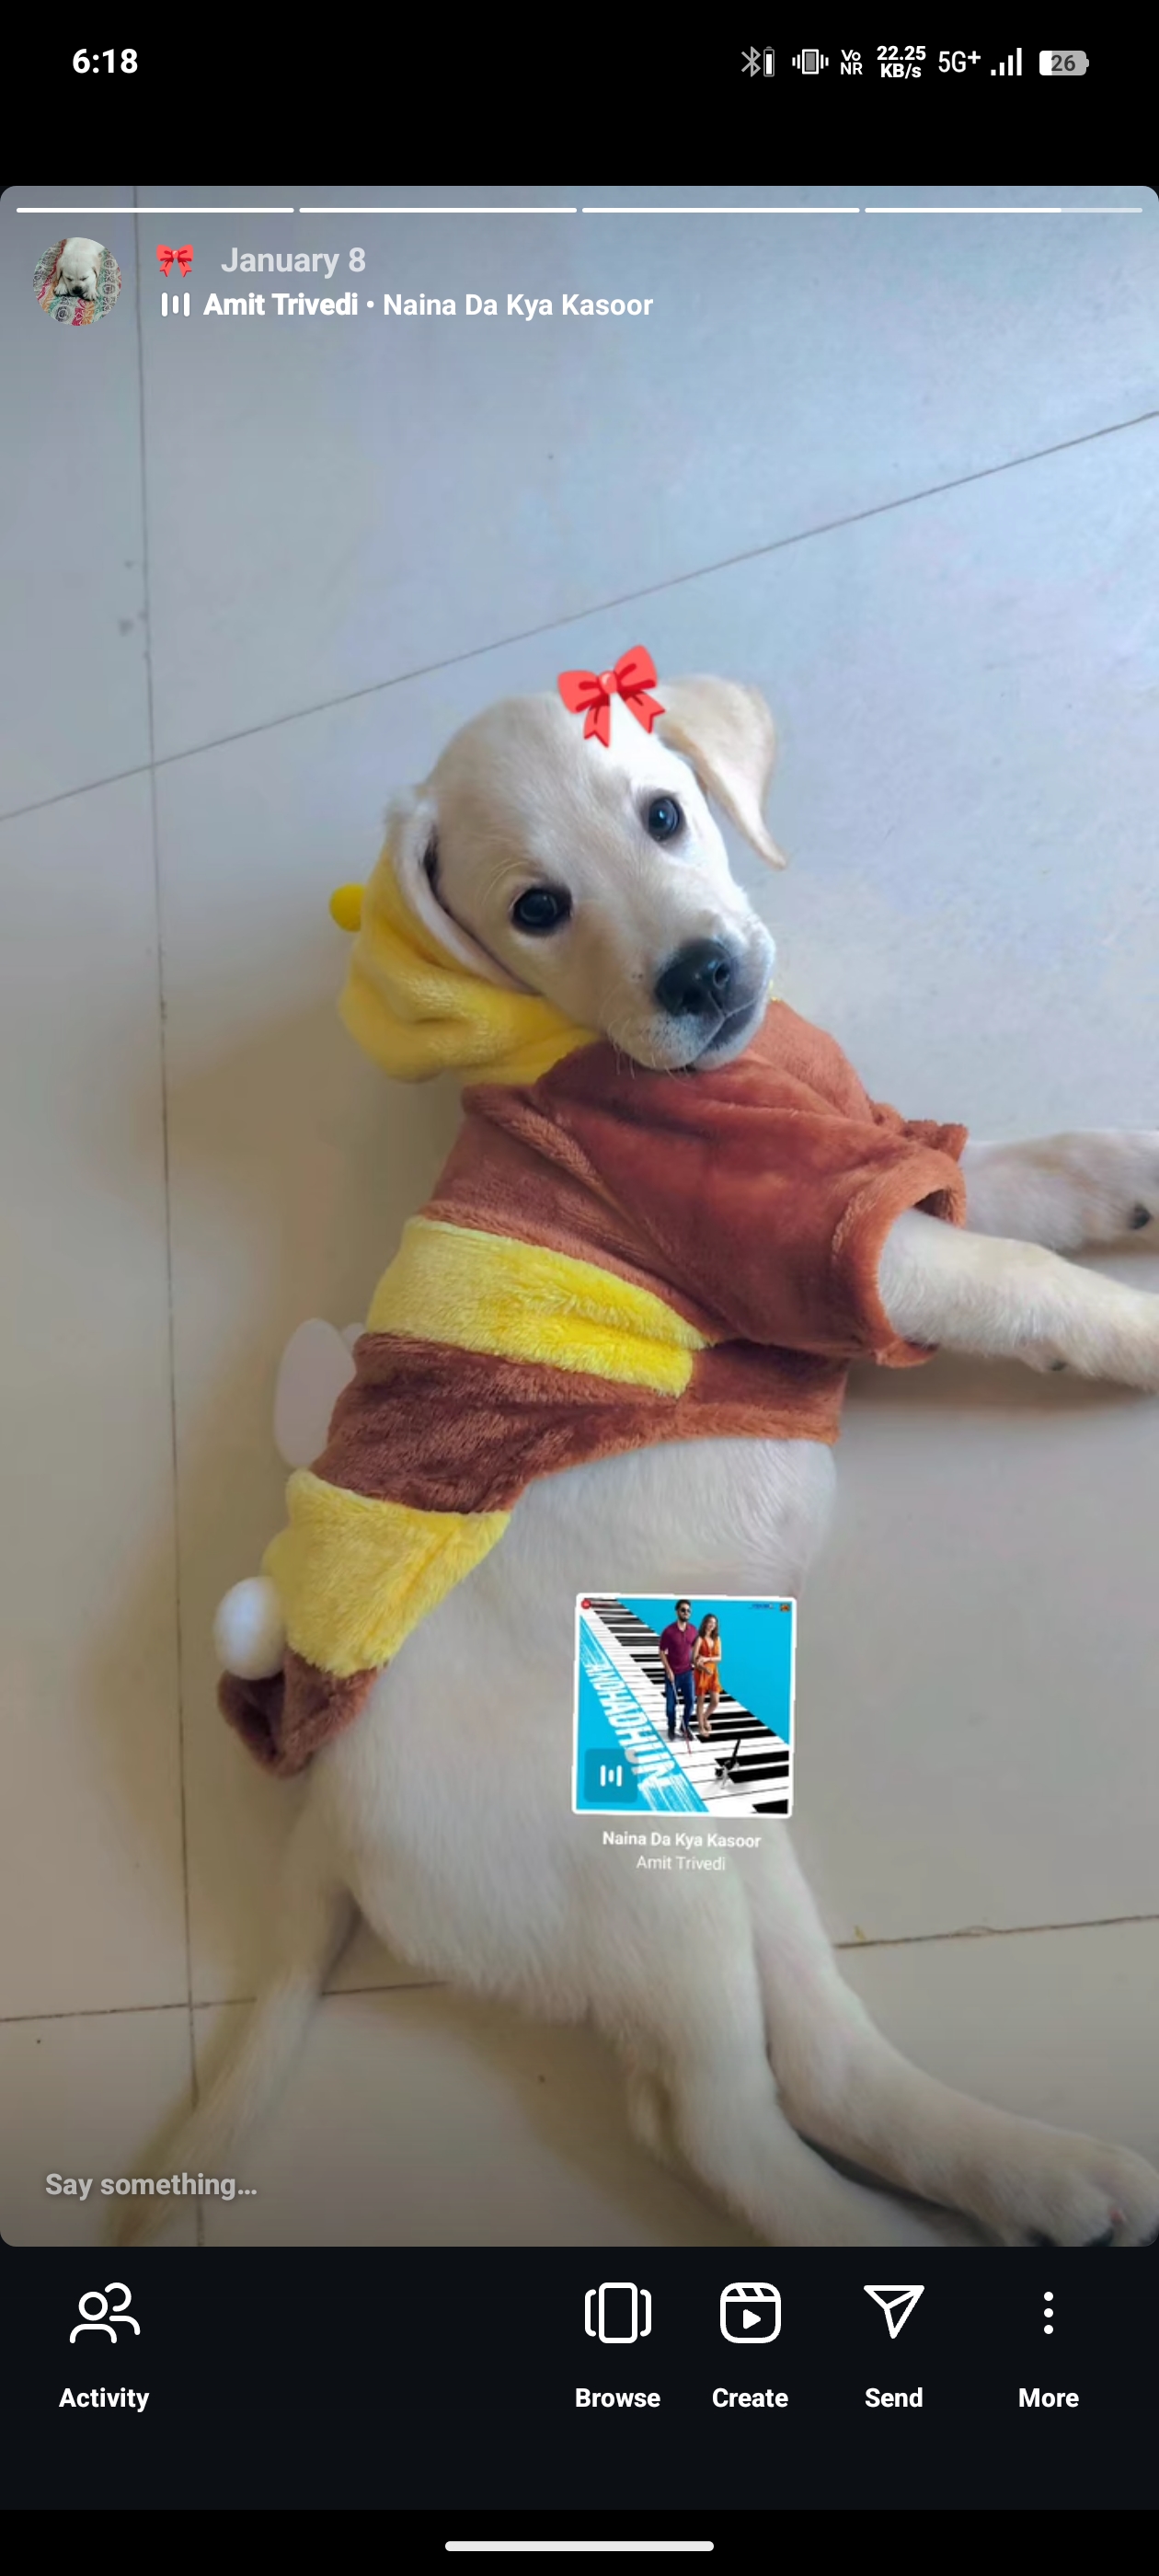 6:18
Vo
NR
22.25
KB/s
5G+
26
January 8
Amit Trivedi • Naina Da Kya Kasoor
ANDHADHUN
Naina Da Kya Kasoor
Amit Trivedi
Say something...
Activity
Browse
Create
Send
More